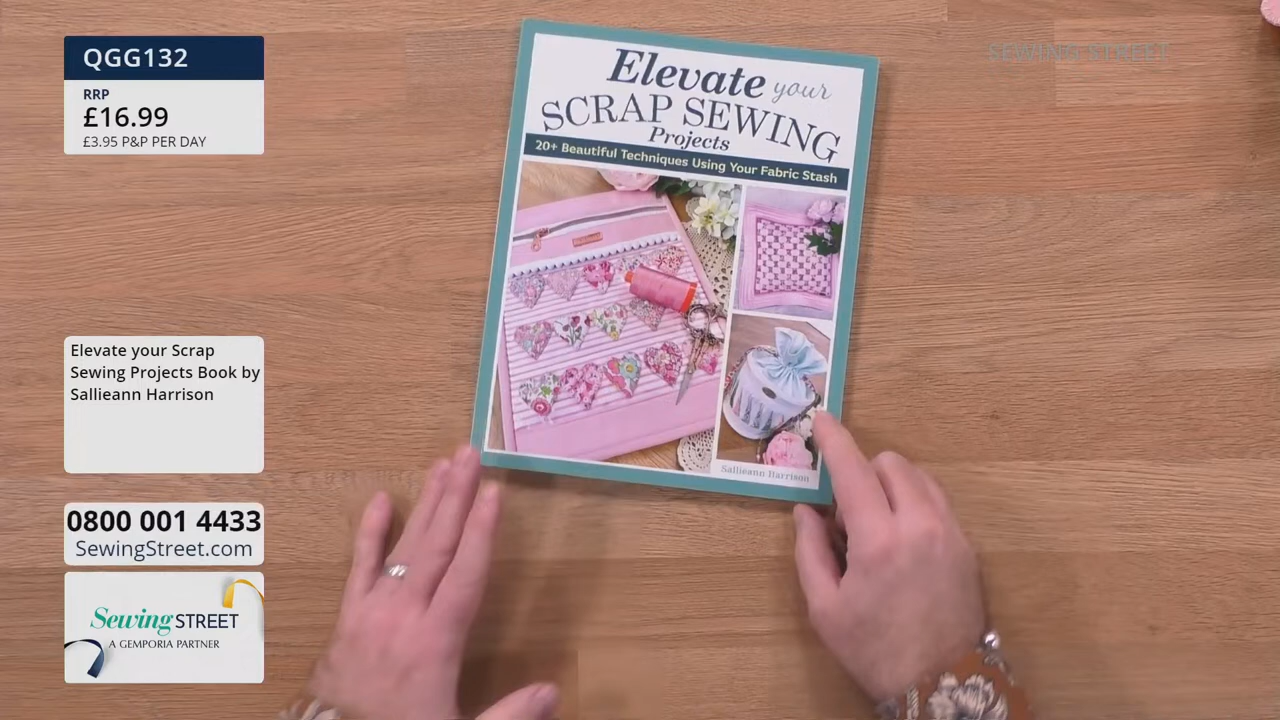 QGG132
RRP
£16.99
£3.95 P&P PER DAY
Elevate your Scrap
Sewing Projects Book by
Sallieann Harrison
0800 001 4433
SewingStreet.com
Sewing STREET
A GEMPORIA PARTNER
SEWING STREET
Elevate your
SCRAP SEWING
Projects
20+ Beautiful Techniques Using Your Fabric Stash
Sallieann Harrison